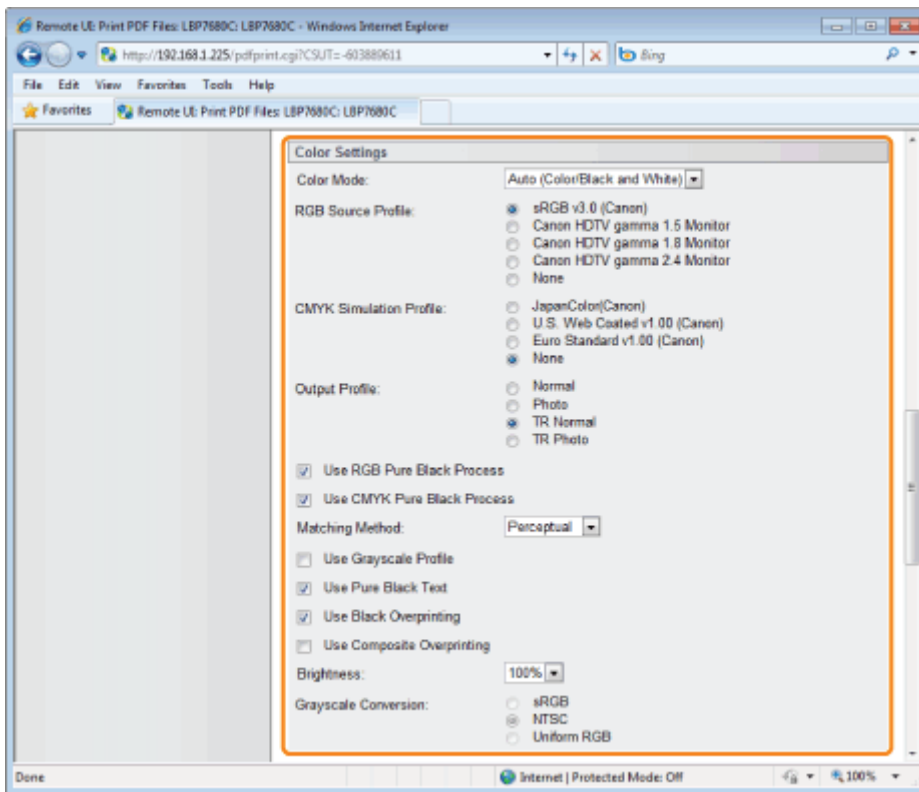 Remote UI: Print PDF Files: LBP7680C: LBP7680C - Windows Internet Explorer
http://192.168.1.225/pdfprint.cgi?CSUT=-603889611
Bing
File Edit View Favorites Tools Help
Favorites Remote UI: Print PDF Files: LBP7680C: LBP7680C
Color Settings
Color Mode: Auto (Color/Black and White)
RGB Source Profile: sRGB v3.0 (Canon)
Canon HDTV gamma 1.5 Monitor
Canon HDTV gamma 1.8 Monitor
Canon HDTV gamma 2.4 Monitor
None
CMYK Simulation Profile: JapanColor(Canon)
U.S. Web Coated v1.00 (Canon)
Euro Standard v1.00 (Canon)
None
Output Profile: Normal
Photo
TR Normal
TR Photo
Use RGB Pure Black Process
Use CMYK Pure Black Process
Matching Method: Perceptual
Use Grayscale Profile
Use Pure Black Text
Use Black Overprinting
Use Composite Overprinting
Brightness: 100%
Grayscale Conversion: sRGB
NTSC
Uniform RGB
Done Internet | Protected Mode: Off 100%